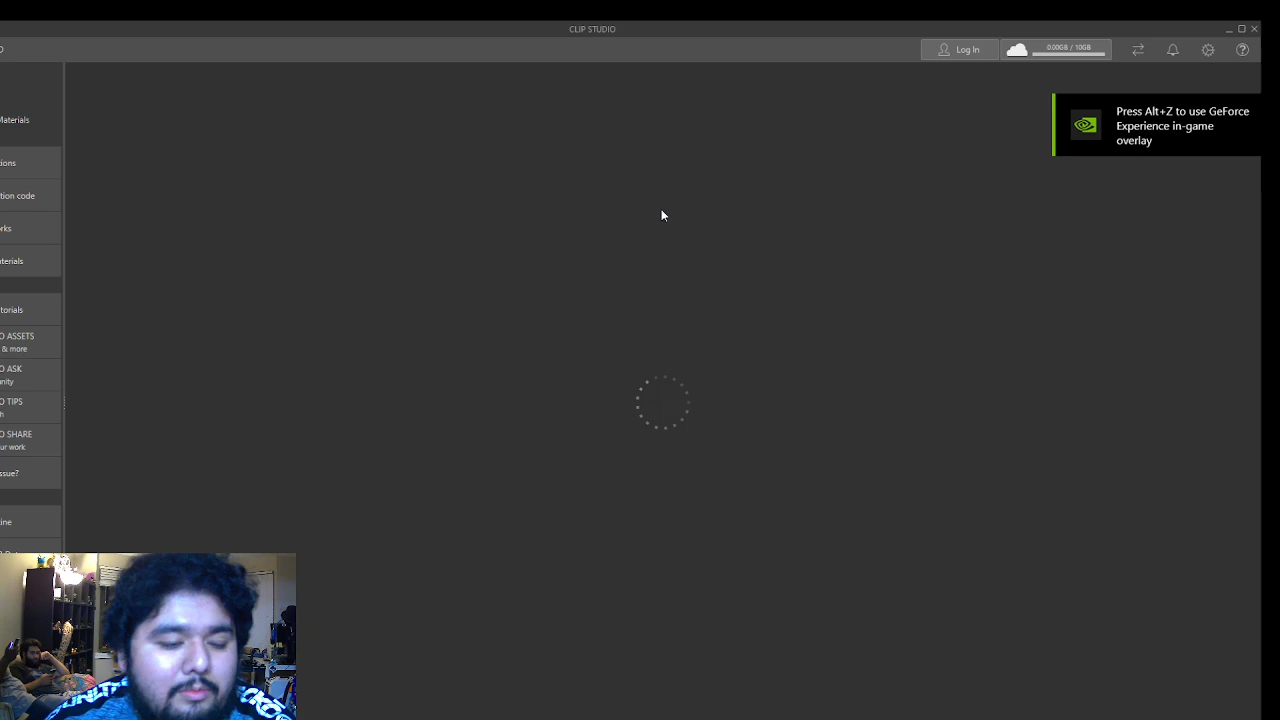 CLIP STUDIO
Log In
0.00GB / 10GB
Press Alt+Z to use GeForce
Experience in-game
overlay
Materials
tions
tion code
rks
terials
torials
O ASSETS
& more
O ASK
unity
O TIPS
h
O SHARE
ur work
ssue?
ine